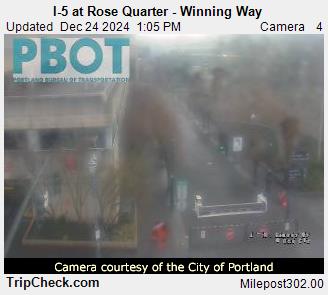 I-5 at Rose Quarter - Winning Way
Updated Dec 24 2024 1:05 PM Camera 4
PBOT
PORTLAND BUREAU OF TRANSPORTATION
Camera courtesy of the City of Portland
TripCheck.com Milepost302.00